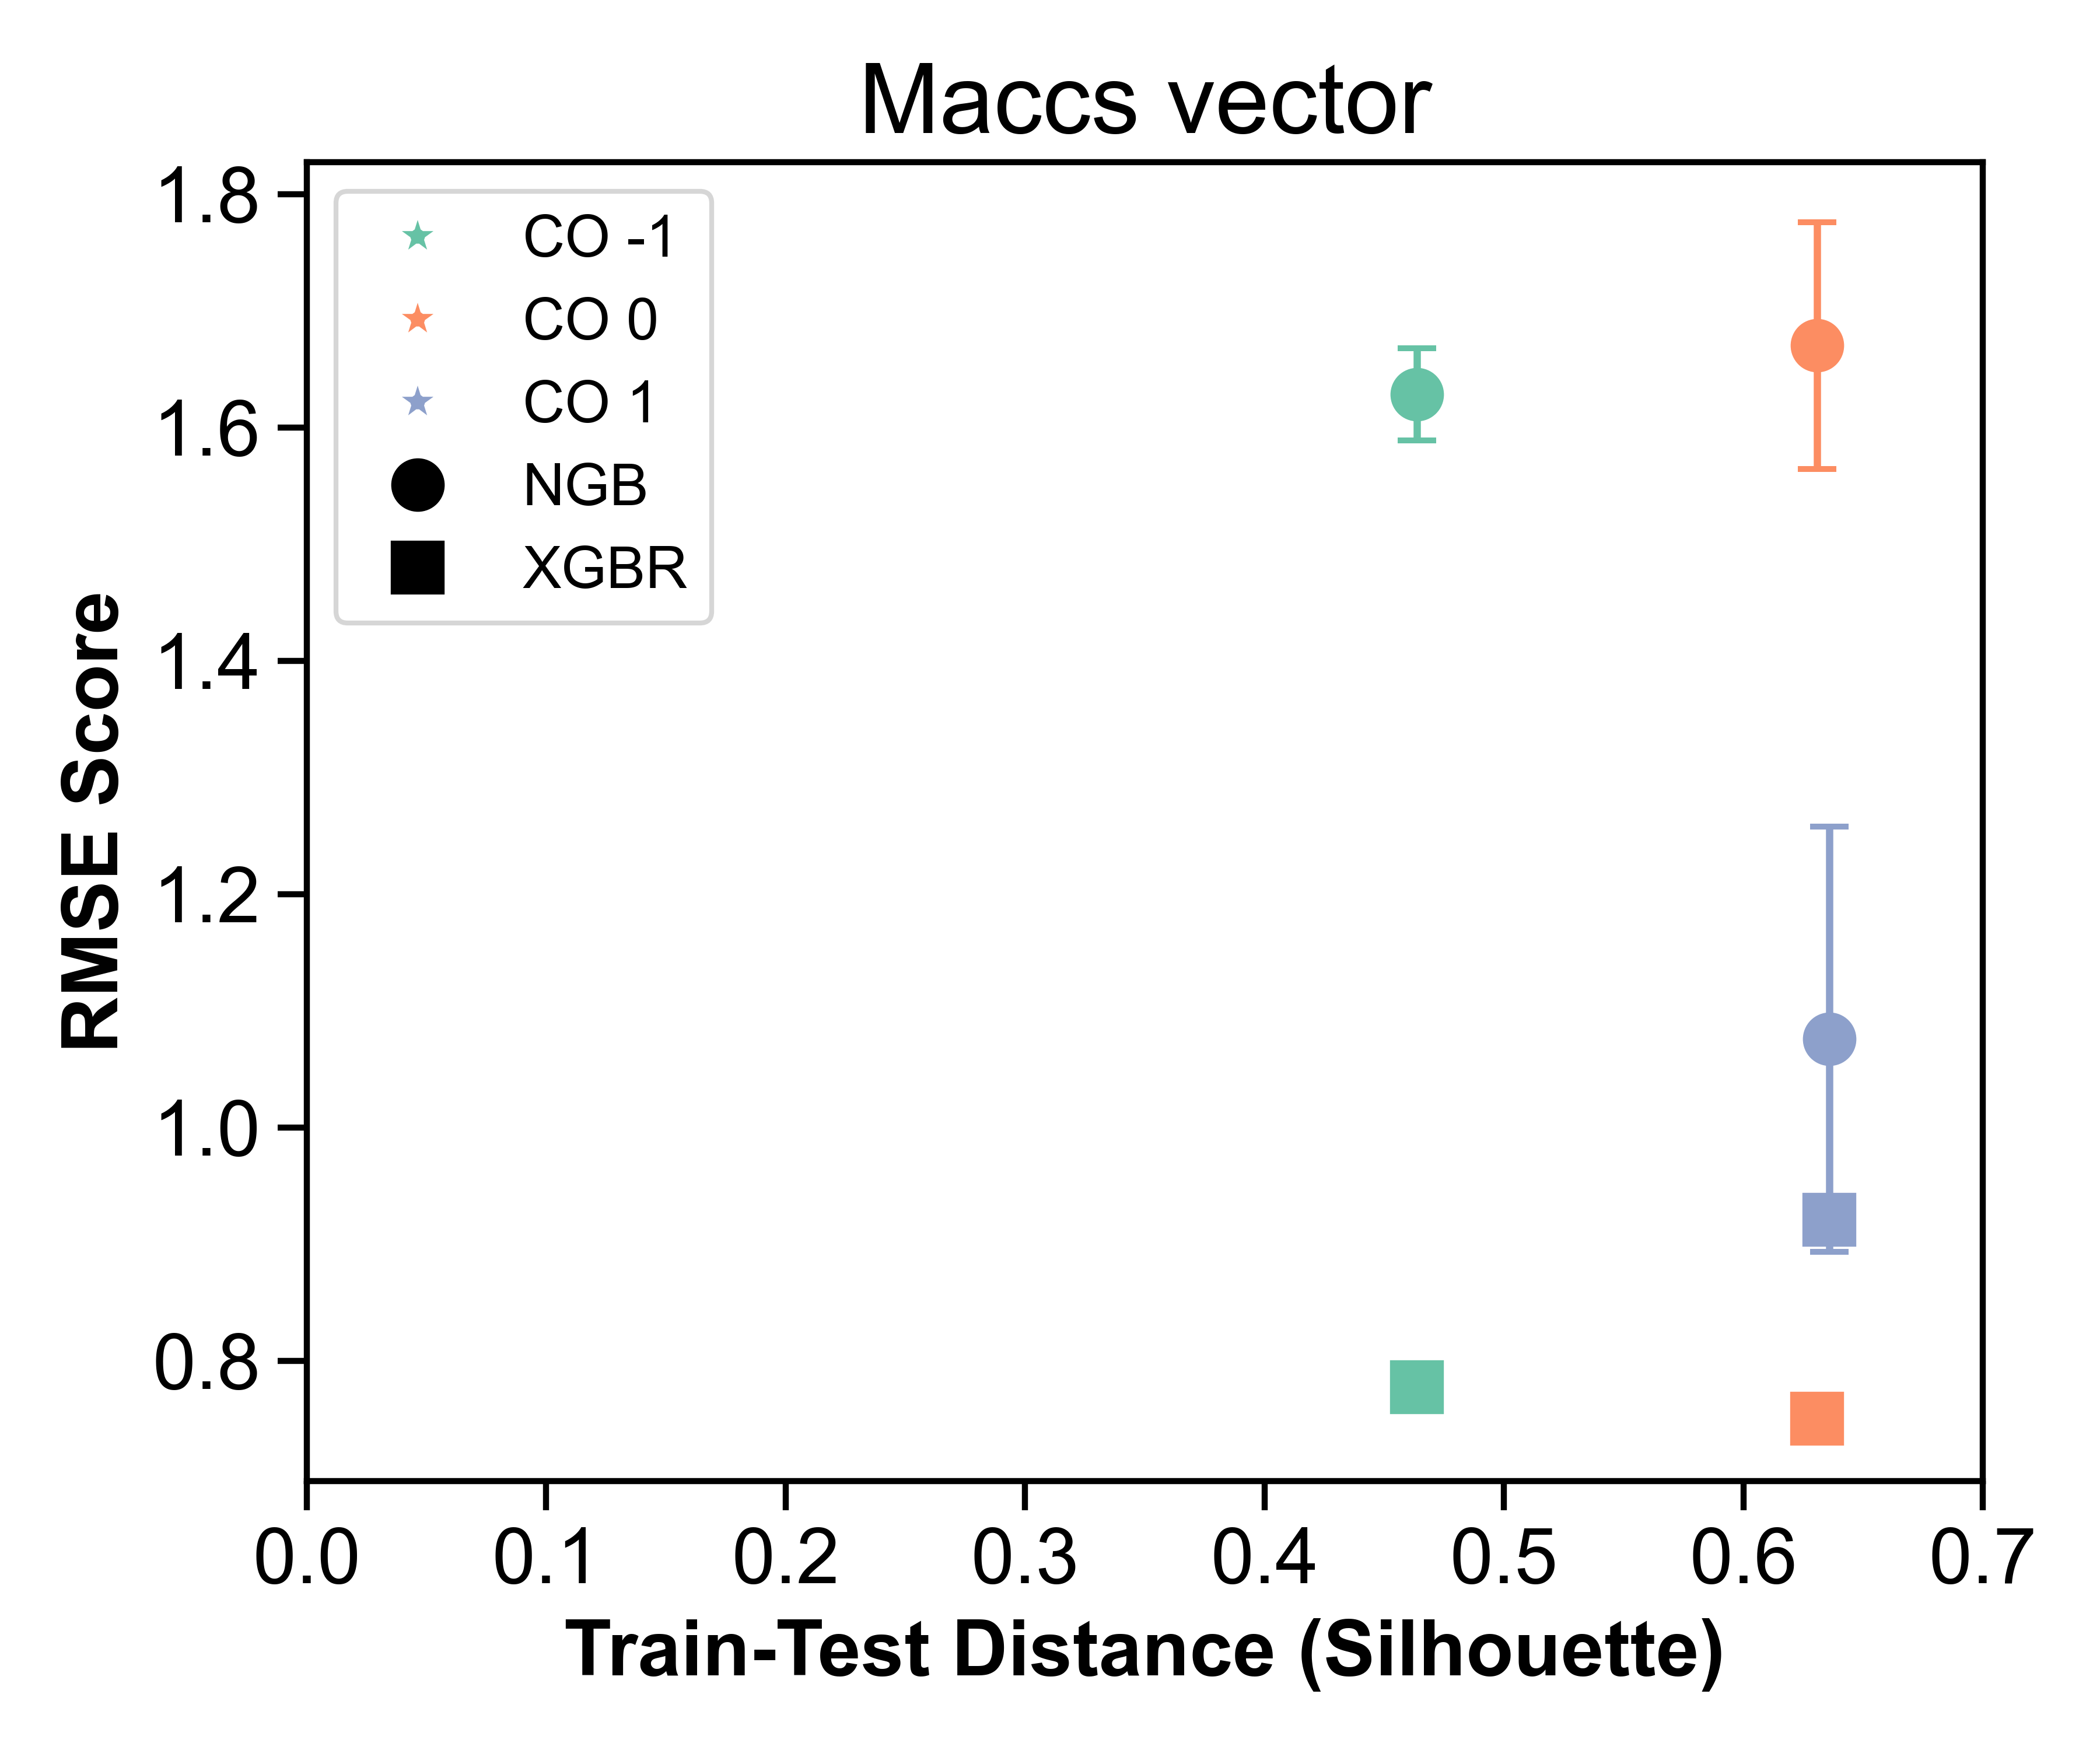 Maccs vector
CO -1
CO 0
CO 1
NGB
XGBR
RMSE Score
1.8
1.6
1.4
1.2
1.0
0.8
0.0 0.1 0.2 0.3 0.4 0.5 0.6 0.7
Train-Test Distance (Silhouette)